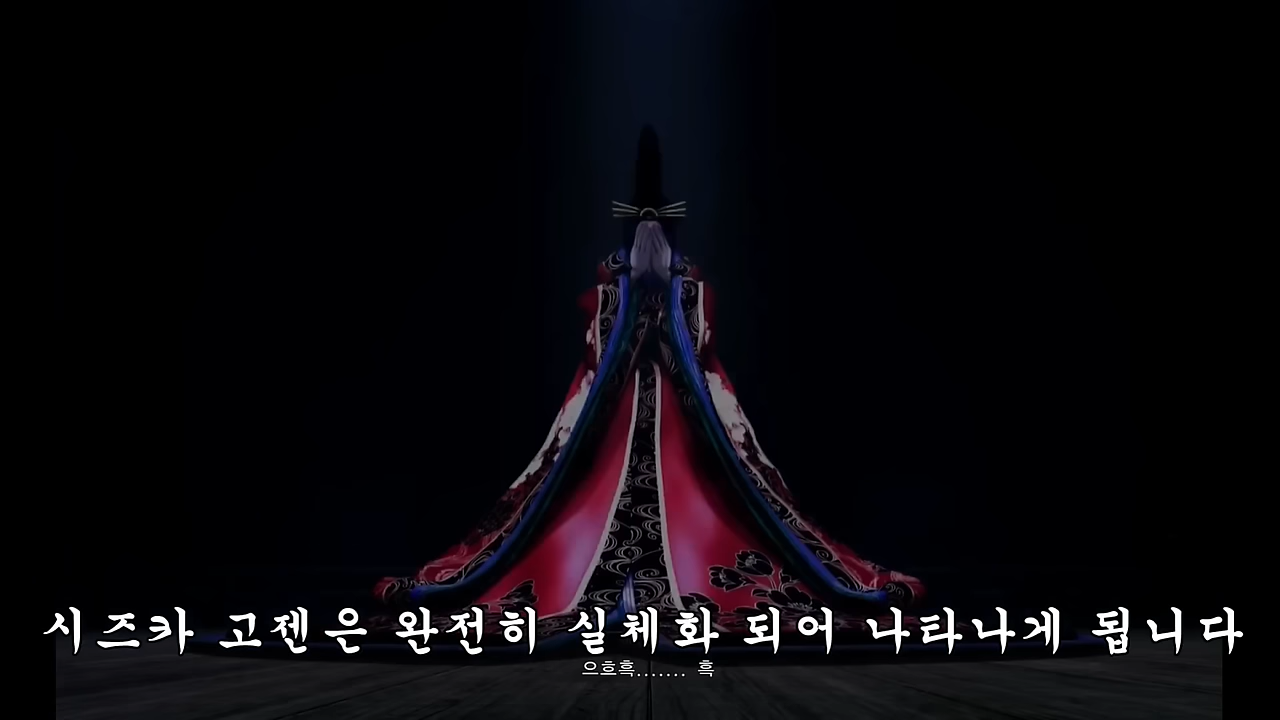 시즈카 고젠은 완전히 실체화 되어 나타나게 됩니다
으흐흑....... 흑